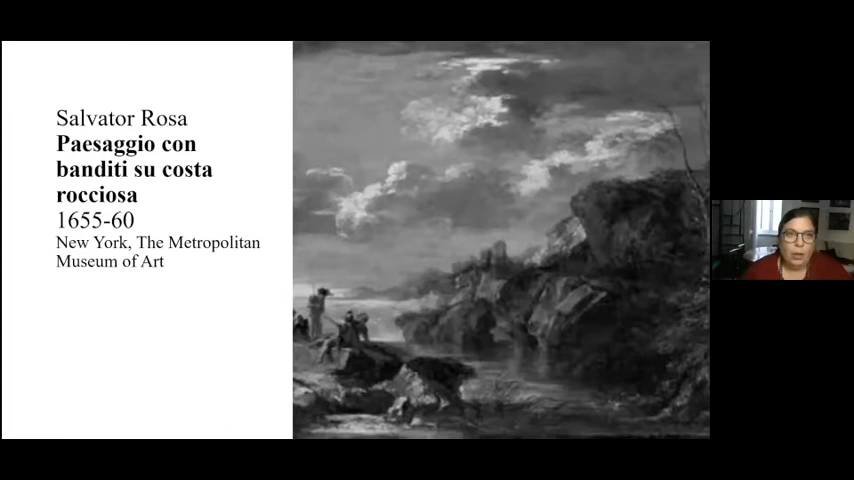 Salvator Rosa
Paesaggio con
banditi su costa
rocciosa
1655-60
New York, The Metropolitan
Museum of Art